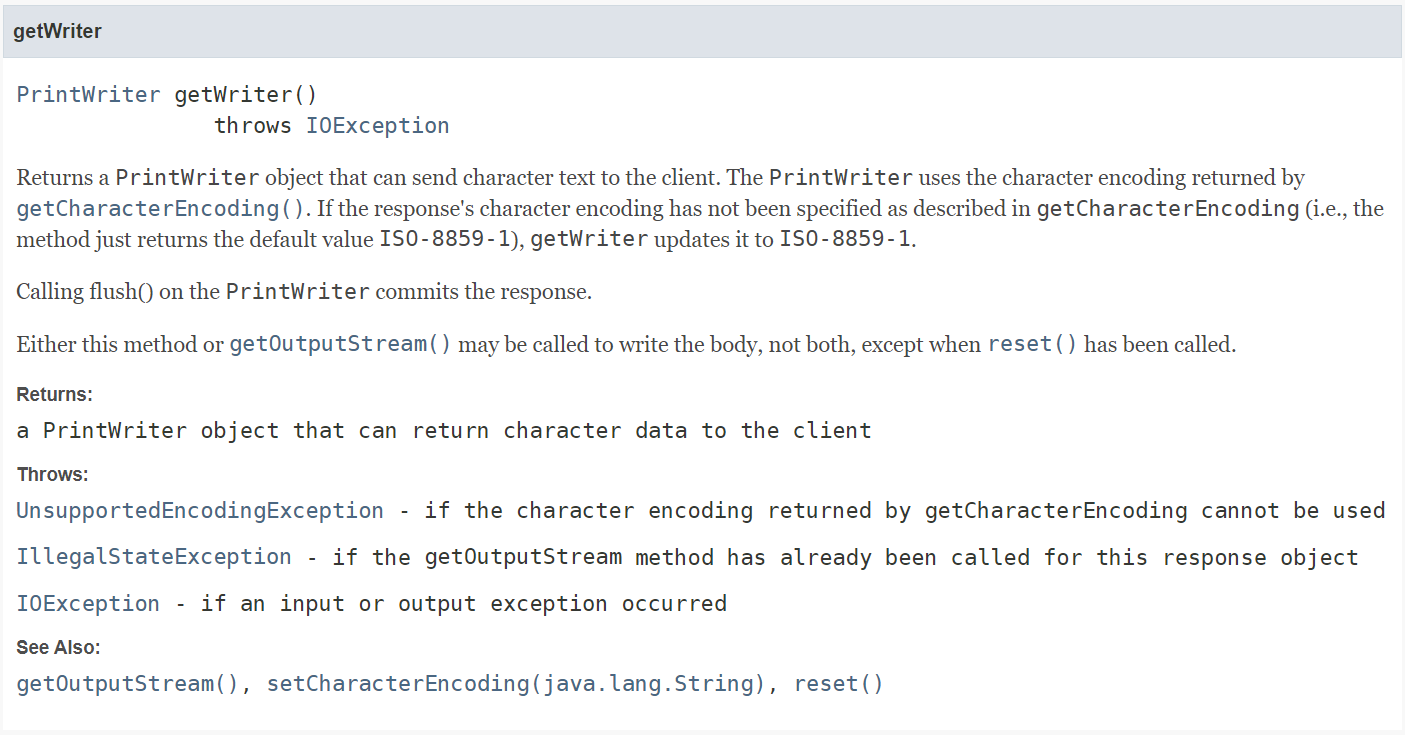 getWriter
PrintWriter getWriter()
throws IOException
Returns a PrintWriter object that can send character text to the client. The PrintWriter uses the character encoding returned by
getCharacterEncoding(). If the response's character encoding has not been specified as described in getCharacterEncoding (i.e., the
method just returns the default value ISO-8859-1), getWriter updates it to ISO-8859-1.
Calling flush() on the PrintWriter commits the response.
Either this method or getOutputStream() may be called to write the body, not both, except when reset() has been called.
Returns:
a PrintWriter object that can return character data to the client
Throws:
UnsupportedEncodingException - if the character encoding returned by getCharacterEncoding cannot be used
IllegalStateException - if the getOutputStream method has already been called for this response object
IOException - if an input or output exception occurred
See Also:
getOutputStream(), setCharacterEncoding(java.lang.String), reset()